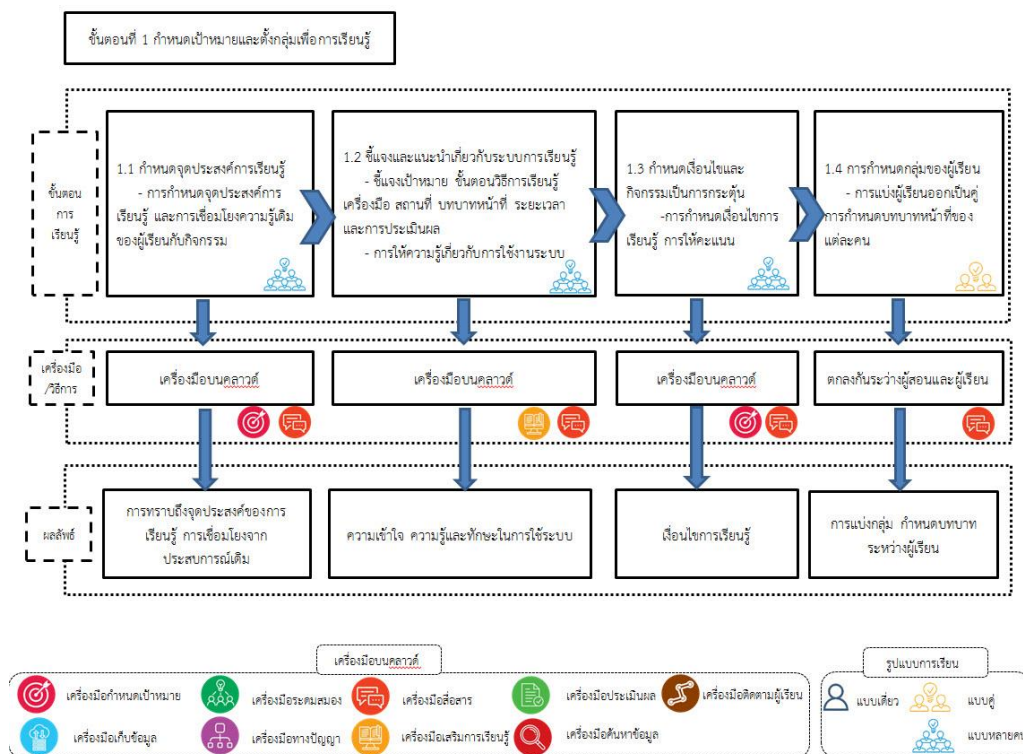 ขั้นตอนที่ 1 กำหนดเป้าหมายและตั้งกลุ่มเพื่อการเรียนรู้
ขั้นตอน
การ
เรียนรู้
1.1 กำหนดจุดประสงค์การเรียนรู้
- การกำหนดจุดประสงค์การ
เรียนรู้ และการเชื่อมโยงความรู้เดิม
ของผู้เรียนกับกิจกรรม
1.2 ชี้แจงและแนะนำเกี่ยวกับระบบการเรียนรู้
- ชี้แจงเป้าหมาย ขั้นตอนวิธีการเรียนรู้
เครื่องมือ สถานที่ บทบาทหน้าที่ ระยะเวลา
และการประเมินผล
- การให้ความรู้เกี่ยวกับการใช้งานระบบ
1.3 กำหนดเงื่อนไขและ
กิจกรรมเป็นการกระตุ้น
-การกำหนดเงื่อนไขการ
เรียนรู้ การให้คะแนน
1.4 การกำหนดกลุ่มของผู้เรียน
- การแบ่งผู้เรียนออกเป็นคู่
การกำหนดบทบาทหน้าที่ของ
แต่ละคน
เครื่องมือ
/วิธีการ
เครื่องมือบนคลาวด์
เครื่องมือบนคลาวด์
เครื่องมือบนคลาวด์
ตกลงกันระว่างผู้สอนและผู้เรียน
ผลลัพธ์
การทราบถึงจุดประสงค์ของการ
เรียนรู้ การเชื่อมโยงจาก
ประสบการณ์เดิม
ความเข้าใจ ความรู้และทักษะในการใช้ระบบ
เงื่อนไขการเรียนรู้
การแบ่งกลุ่ม กำหนดบทบาท
ระหว่างผู้เรียน
เครื่องมือบนคลาวด์
เครื่องมือกำหนดเป้าหมาย
เครื่องมือระดมสมอง
เครื่องมือสื่อสาร
เครื่องมือประเมินผล
เครื่องมือติดตามผู้เรียน
เครื่องมือเก็บข้อมูล
เครื่องมือทางปัญญา
เครื่องมือเสริมการเรียนรู้
เครื่องมือค้นหาข้อมูล
รูปแบบการเรียน
แบบเดี่ยว
แบบคู่
แบบหลายคน